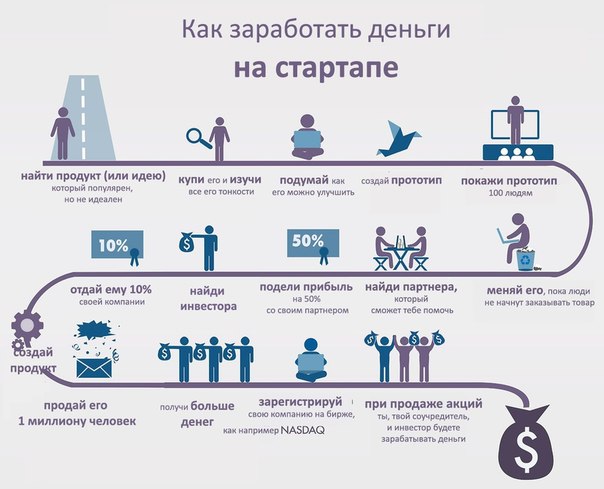 Как заработать деньги
на стартапе
найти продукт (или идею)
который популярен,
но не идеален
купи его и изучи
все его тонкости
подумай как
его можно улучшить
создай прототип
покажи прототип
100 людям
10%
50%
отдай ему 10%
своей компании
найди
инвестора
подели прибыль
на 50%
со своим партнером
найди партнера,
который
сможет тебе помочь
меняй его, пока люди
не начнут заказывать товар
создай
продукт
$
$
$
$
продай его
1 миллиону человек
получи больше
денег
зарегистрируй
свою компанию на бирже,
как например NASDAQ
при продаже акций
ты, твой соучредитель,
и инвестор будете
зарабатывать деньги
$
$
$
$